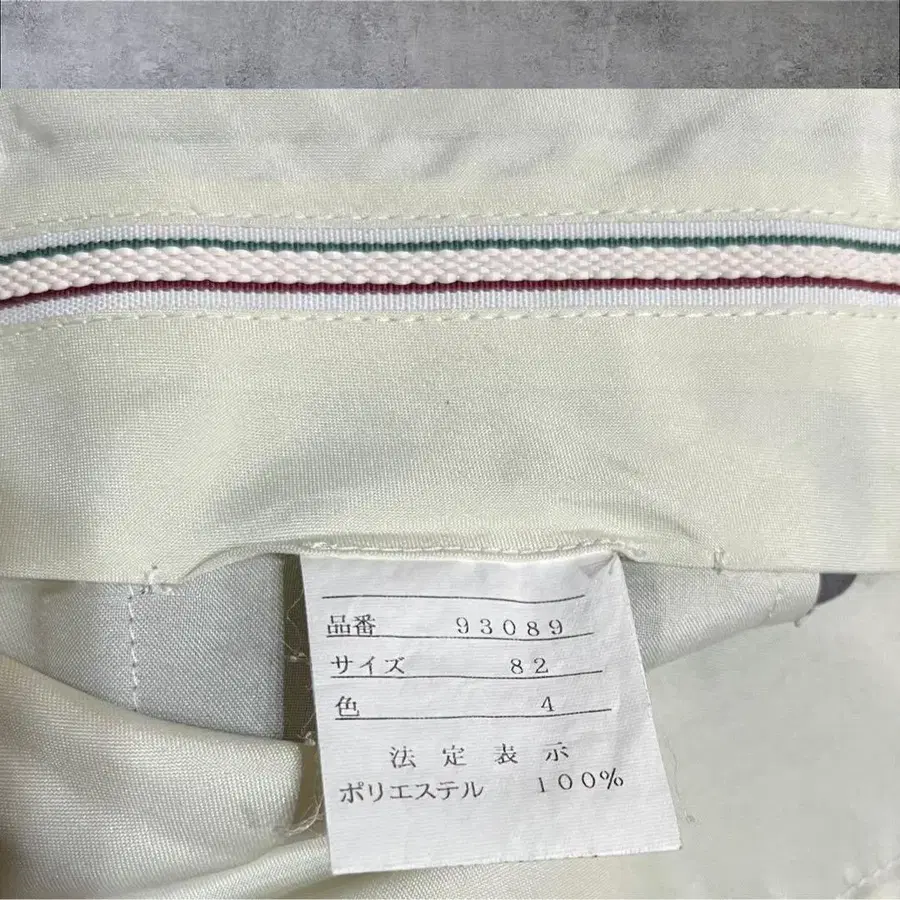 品番 93089
サイズ 82
色 4
法定表示
ポリエステル 100%